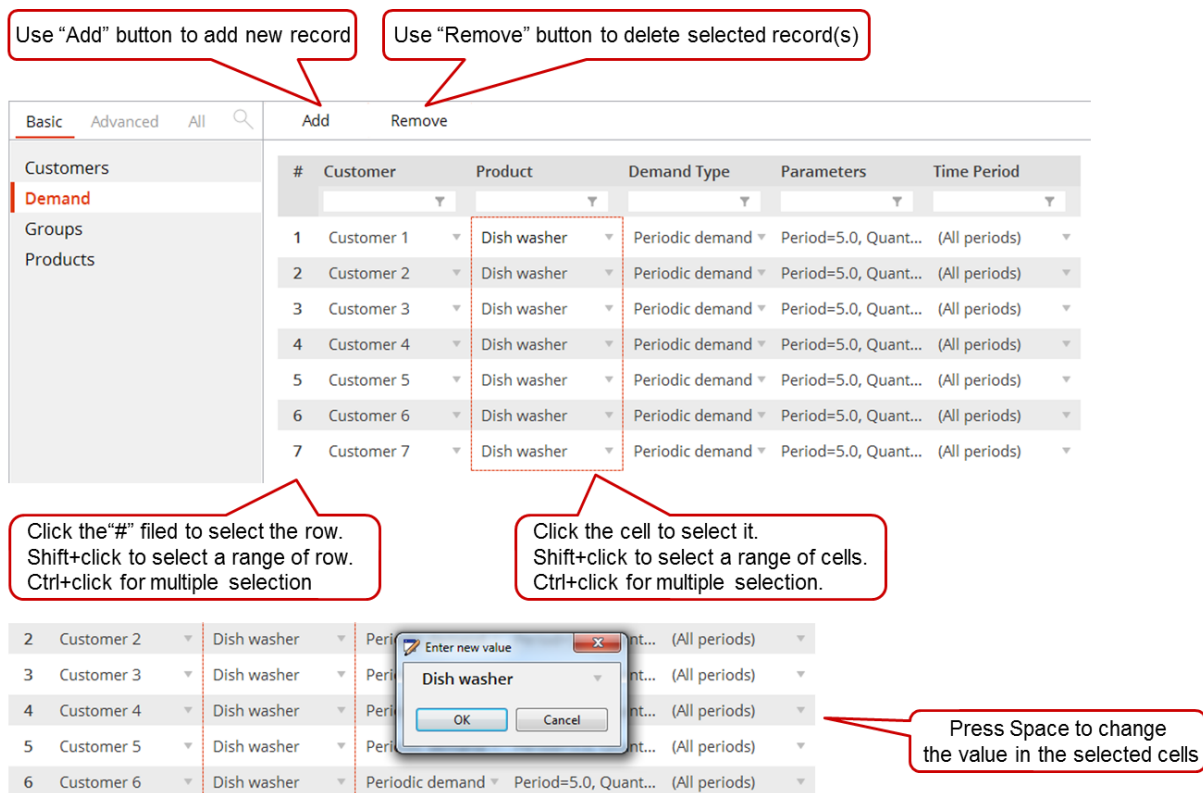 Use “Add” button to add new record
Use “Remove” button to delete selected record(s)
Basic Advanced All
Add Remove
Customers
Demand
Groups
Products
# Customer Product Demand Type Parameters Time Period
1 Customer 1 Dish washer Periodic demand Period=5.0, Quant... (All periods)
2 Customer 2 Dish washer Periodic demand Period=5.0, Quant... (All periods)
3 Customer 3 Dish washer Periodic demand Period=5.0, Quant... (All periods)
4 Customer 4 Dish washer Periodic demand Period=5.0, Quant... (All periods)
5 Customer 5 Dish washer Periodic demand Period=5.0, Quant... (All periods)
6 Customer 6 Dish washer Periodic demand Period=5.0, Quant... (All periods)
7 Customer 7 Dish washer Periodic demand Period=5.0, Quant... (All periods)
Click the“#” filed to select the row.
Shift+click to select a range of row.
Ctrl+click for multiple selection
Click the cell to select it.
Shift+click to select a range of cells.
Ctrl+click for multiple selection.
2 Customer 2 Dish washer Peri nt... (All periods)
3 Customer 3 Dish washer Peri nt... (All periods)
4 Customer 4 Dish washer Peri nt... (All periods)
5 Customer 5 Dish washer Peri nt... (All periods)
6 Customer 6 Dish washer Periodic demand Period=5.0, Quant... (All periods)
Enter new value
Dish washer
OK Cancel
Press Space to change
the value in the selected cells